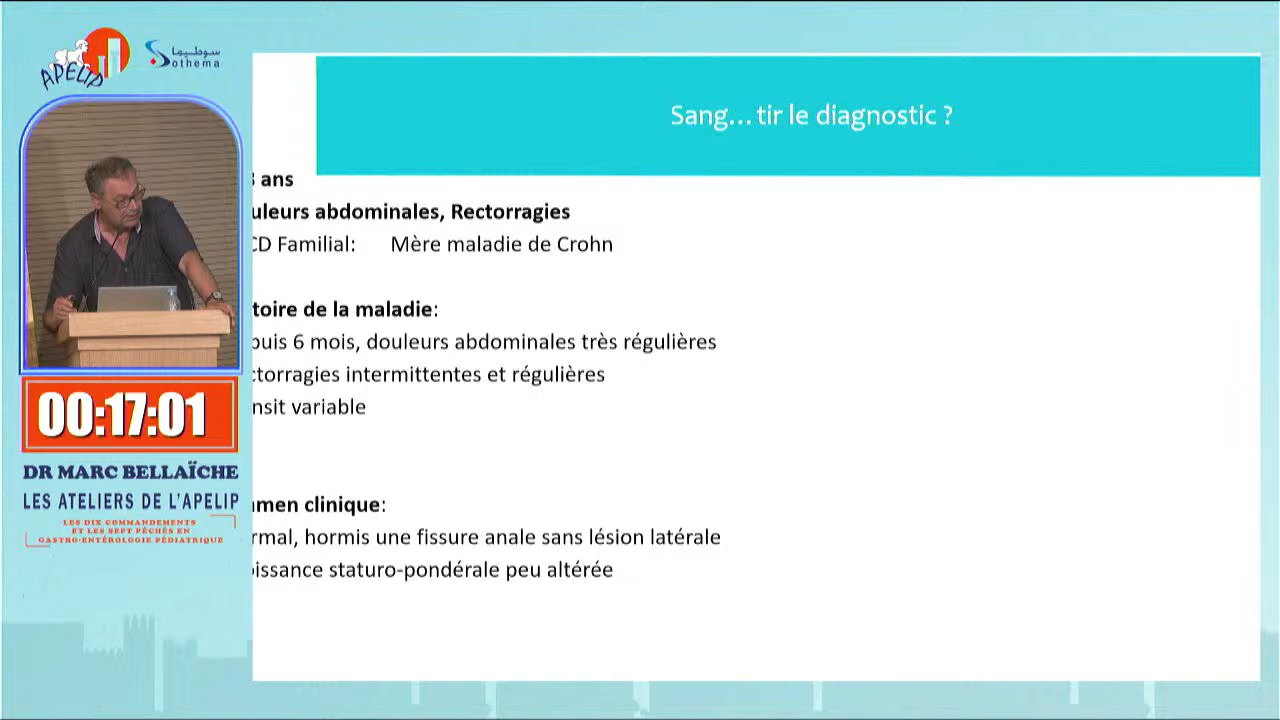 APELIP
سوطيما
Sothema
Sang…tir le diagnostic ?
3 ans
uleurs abdominales, Rectorragies
CD Familial: Mère maladie de Crohn
toire de la maladie:
puis 6 mois, douleurs abdominales très régulières
ctorragies intermittentes et régulières
nsit variable
amen clinique:
rmal, hormis une fissure anale sans lésion latérale
oissance staturo-pondérale peu altérée
00:17:01
DR MARC BELLAÏCHE
LES ATELIERS DE L'APELIP
LES DIX COMMANDEMENTS
ET LES SEPT PÉCHÉS EN
GASTRO-ENTÉROLOGIE PÉDIATRIQUE